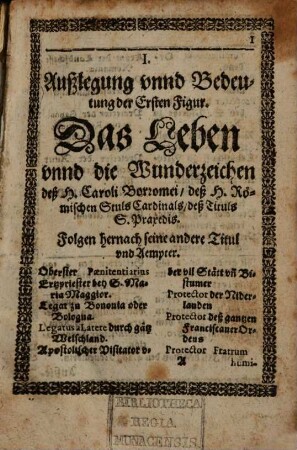 1
I.
Außlegung vnnd Bedeu-
tung der Ersten Figur.
Das Leben
vnnd die Wunderzeichen
deß H. Caroli Borromei/ deß H. Rö-
mischen Stuls Cardinals/ deß Tituls
S. Praxedis.
Folgen hernach seine andere Titul
vnd Aempter.
Oberster Pœnitentiarius
Ertzpriester bey S. Ma-
ria Maggior.
Legat zu Bononia oder
Bologna.
Legatus a Latere durch gãtz
Welschland.
Apostolischer Visitator v-
ber vil Stätt vñ Bi-
stumer
Protector der Nider-
landen
Protector deß gantzen
Franciscaner Or-
dens
Protector Fratrum
A
humi-
BIBLIOTHECA
REGIA
MONACENSIS.